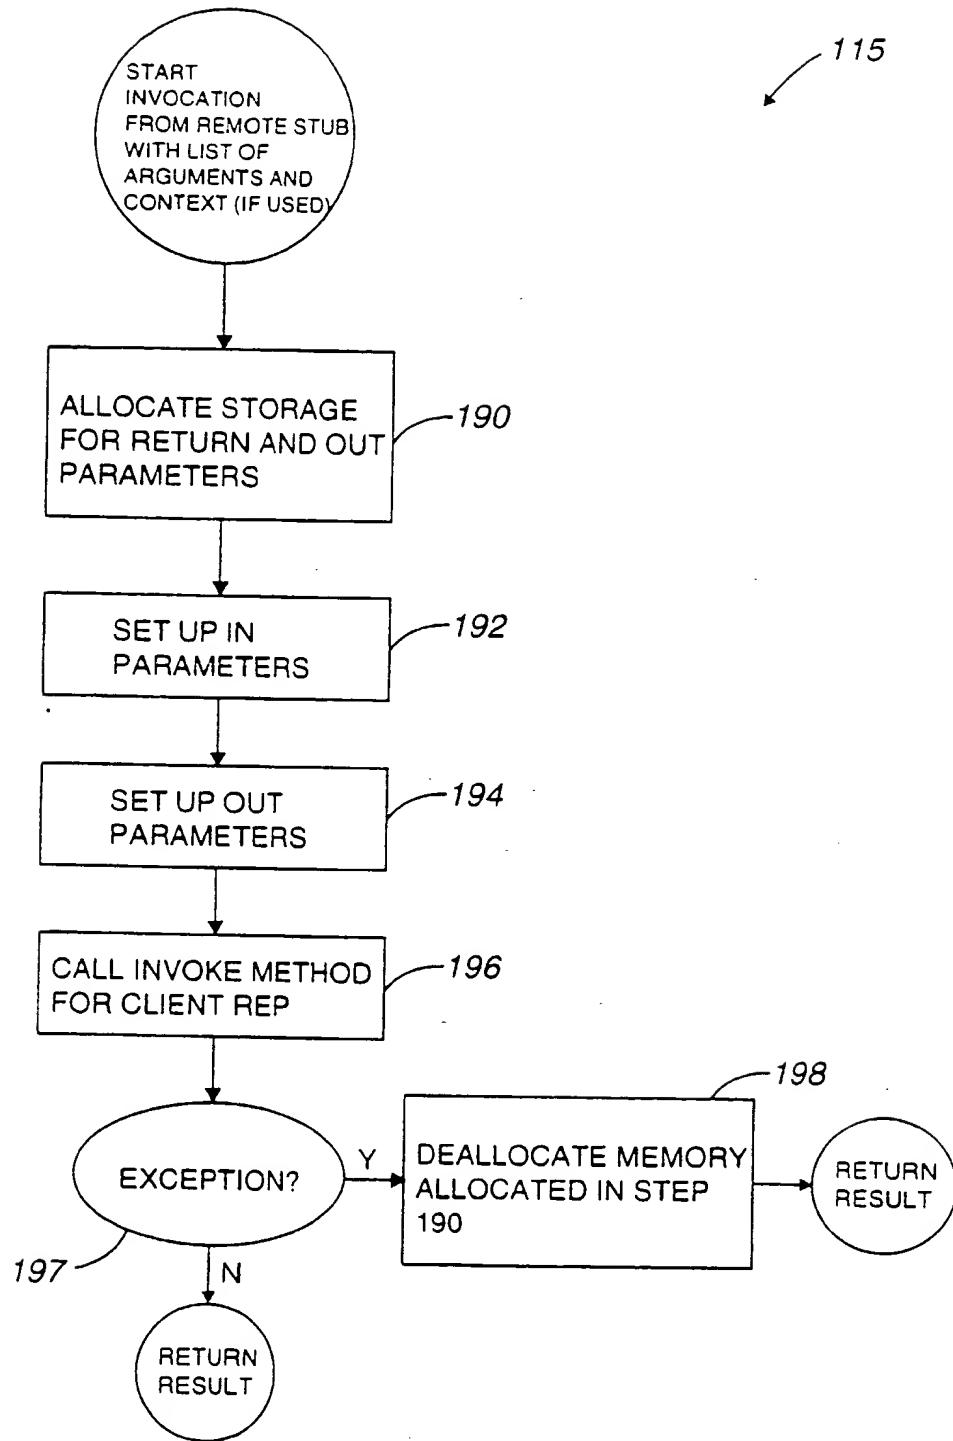 115
START
INVOCATION
FROM REMOTE STUB
WITH LIST OF
ARGUMENTS AND
CONTEXT (IF USED)
ALLOCATE STORAGE
FOR RETURN AND OUT
PARAMETERS
190
SET UP IN
PARAMETERS
192
SET UP OUT
PARAMETERS
194
CALL INVOKE METHOD
FOR CLIENT REP
196
EXCEPTION?
197
Y
N
DEALLOCATE MEMORY
ALLOCATED IN STEP
190
198
RETURN
RESULT
RETURN
RESULT